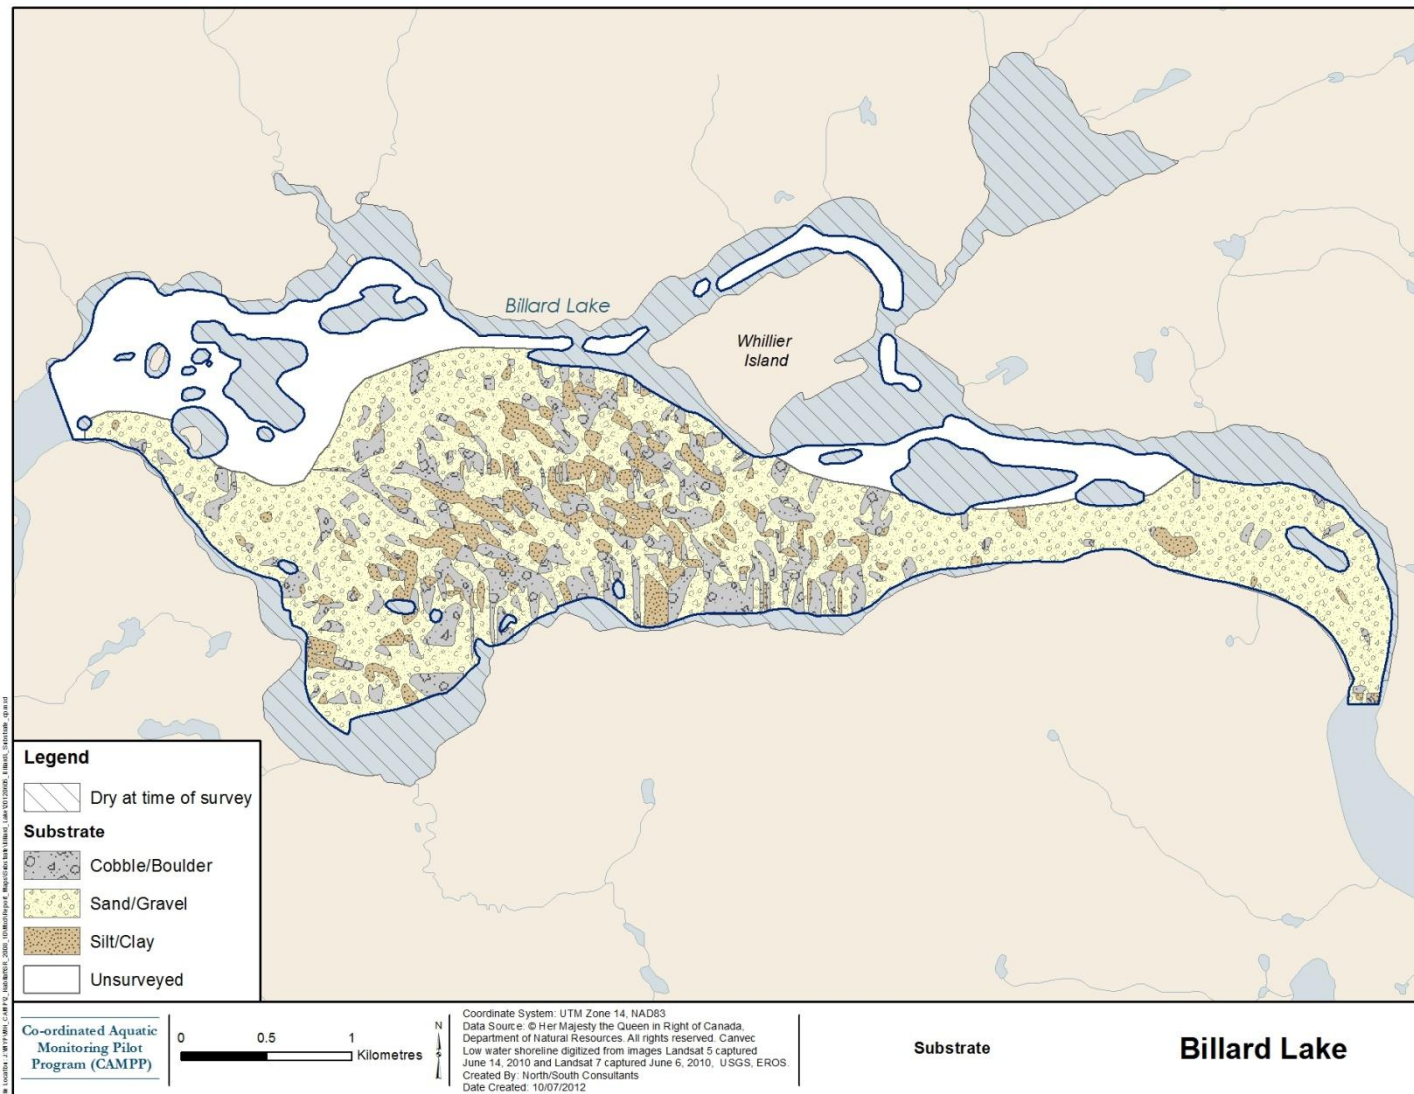 Billard Lake
Whillier
Island
Legend
Dry at time of survey
Substrate
Cobble/Boulder
Sand/Gravel
Silt/Clay
Unsurveyed
Co-ordinated Aquatic
Monitoring Pilot
Program (CAMPP)
0 0.5 1
Kilometres
N
Coordinate System: UTM Zone 14, NAD83
Data Source: © Her Majesty the Queen in Right of Canada,
Department of Natural Resources. All rights reserved. Canvec
Low water shoreline digitized from images Landsat 5 captured
June 14, 2010 and Landsat 7 captured June 6, 2010, USGS, EROS.
Created By: North/South Consultants
Date Created: 10/07/2012
Substrate
Billard Lake